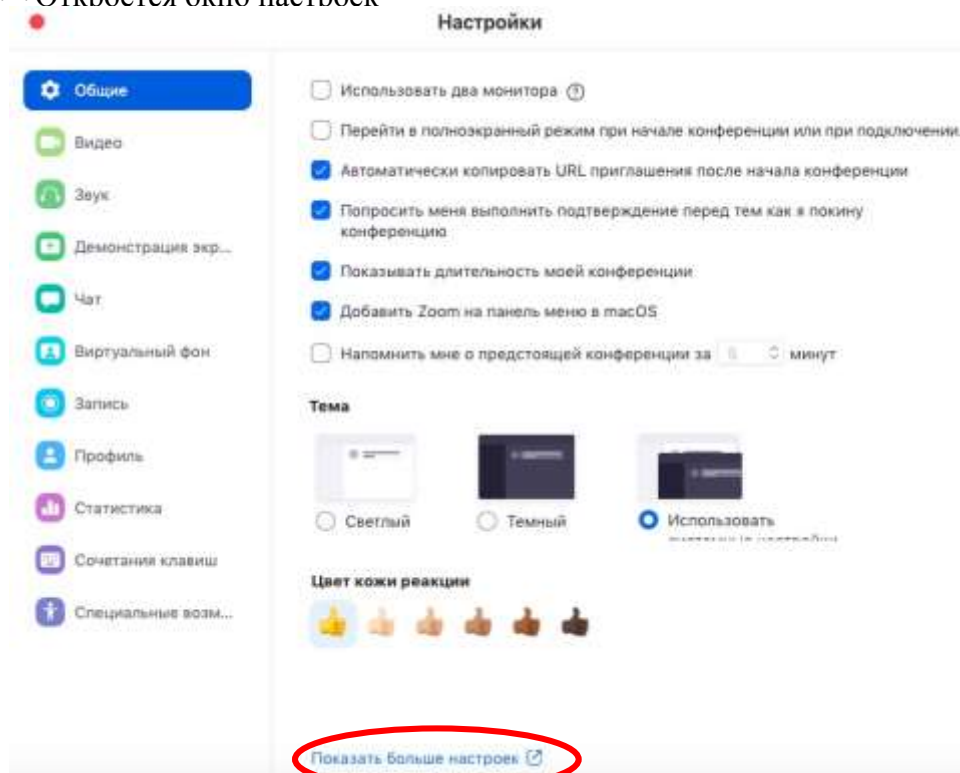 Откроется окно настроек
Настройки
Общие
Видео
Звук
Демонстрация экр...
Чат
Виртуальный фон
Запись
Профиль
Статистика
Сочетания клавиш
Специальные возм...
Использовать два монитора ?
Перейти в полноэкранный режим при начале конференции или при подключении
Автоматически копировать URL приглашения после начала конференции
Попросить меня выполнить подтверждение перед тем как я покину
конференцию
Показывать длительность моей конференции
Добавить Zoom на панель меню в macOS
Напомнить мне о предстоящей конференции за минут
Тема
Светлый
Темный
Использовать
системные настройки
Цвет кожи реакции
Показать больше настроек